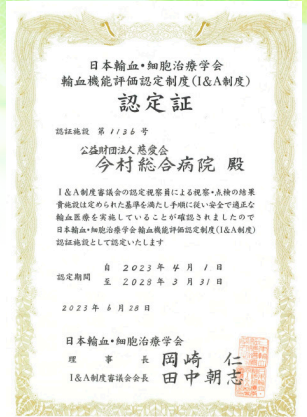 日本輸血・細胞治療学会
輸血機能評価認定制度(I&A制度)
認定証
認証施設 第1136号
公益財団法人慈愛会
今村総合病院 殿
I&A制度審議会の認定視察員による視察・点検の結果
貴施設は定められた基準を満たし手順に従い安全で適正な
輸血医療を実施していることが確認されましたので
日本輸血・細胞治療学会輸血機能評価認定制度(I&A制度)
認証施設として認定いたします
認定期間
自 2023年 4月 1日
至 2028年 3月 31日
2023年 6月 28日
日本輸血・細胞治療学会
理事長 岡﨑 仁
I&A制度審議会会長 田中朝志